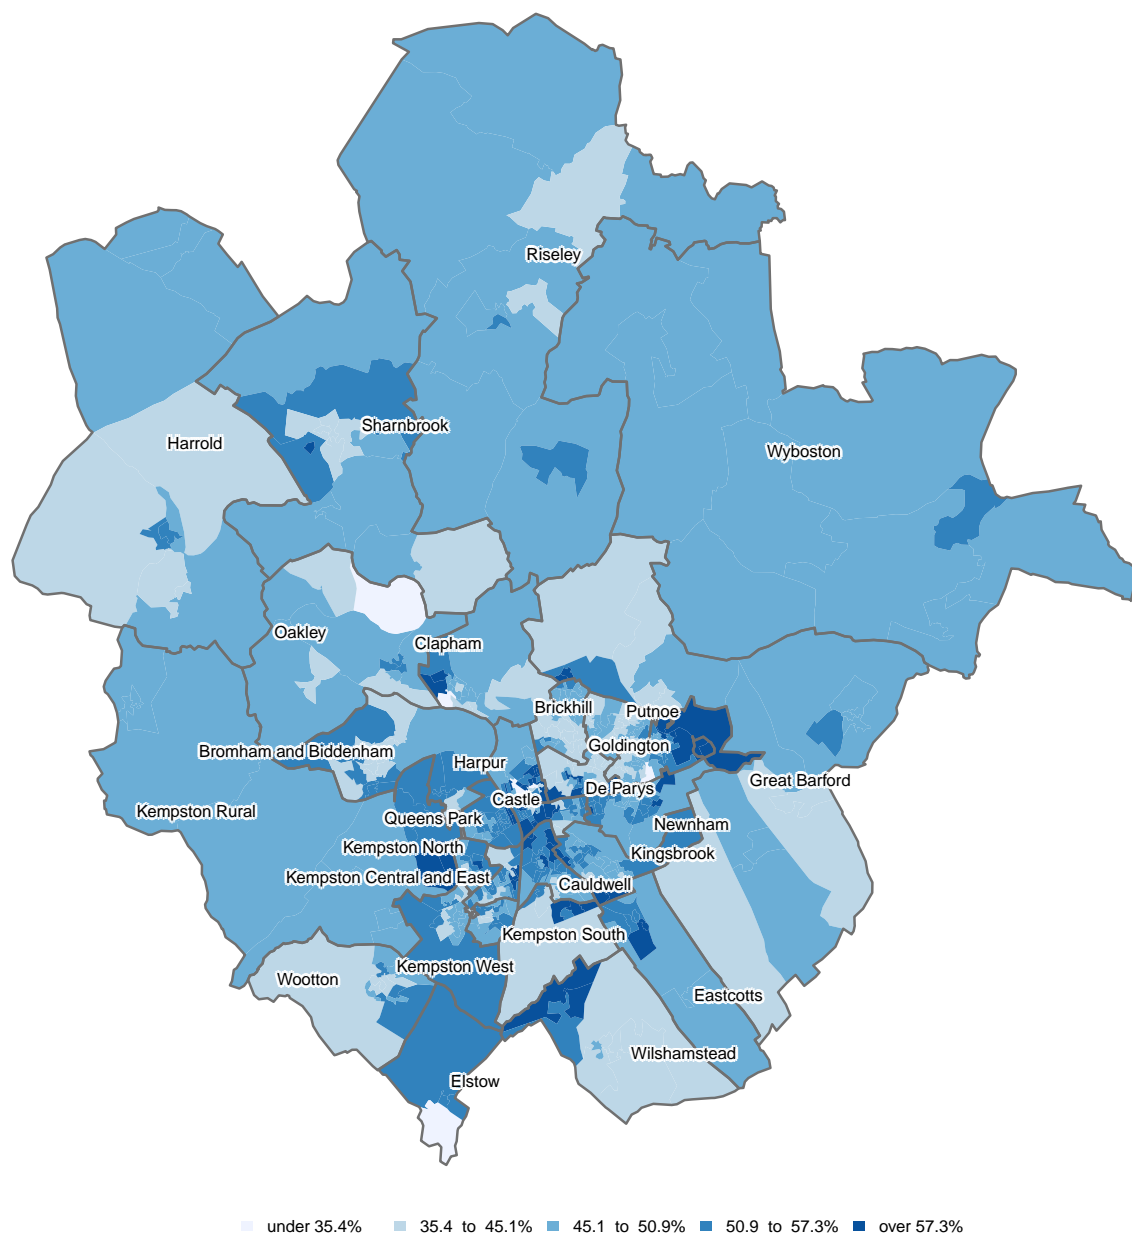 Riseley
Sharnbrook
Harrold
Wyboston
Oakley
Clapham
Brickhill
Putnoe
Goldington
Bromham and Biddenham
Harpur
Great Barford
De Parys
Castle
Kempston Rural
Queens Park
Newnham
Kempston North
Kingsbrook
Kempston Central and East
Cauldwell
Kempston South
Kempston West
Wootton
Eastcotts
Wilshamstead
Elstow
under 35.4% 35.4 to 45.1% 45.1 to 50.9% 50.9 to 57.3% over 57.3%